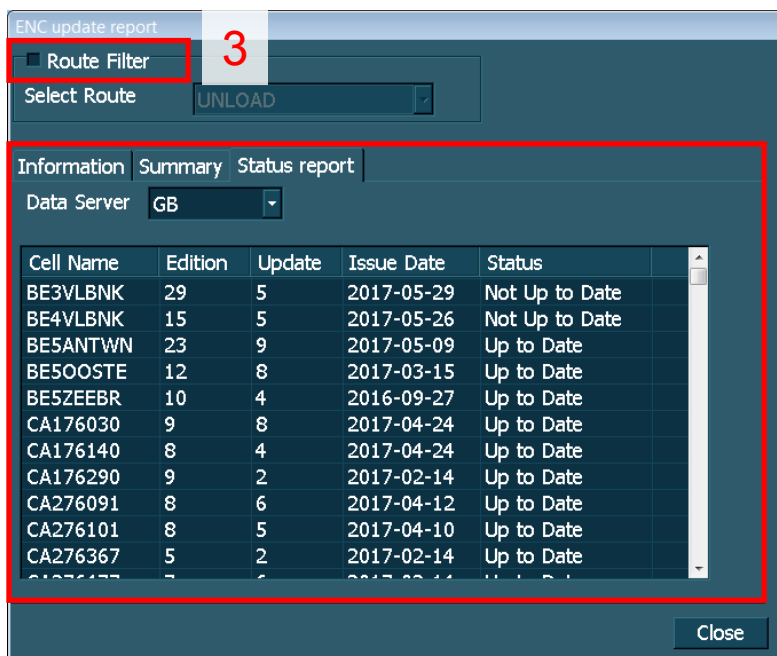 ENC update report
Route Filter
3
Select Route UNLOAD
Information Summary Status report
Data Server GB
Cell Name Edition Update Issue Date Status
BE3VLBNK 29 5 2017-05-29 Not Up to Date
BE4VLBNK 15 5 2017-05-26 Not Up to Date
BE5ANTWN 23 9 2017-05-09 Up to Date
BE5OOSTE 12 8 2017-03-15 Up to Date
BE5ZEEBR 10 4 2016-09-27 Up to Date
CA176030 9 8 2017-04-24 Up to Date
CA176140 8 4 2017-04-24 Up to Date
CA176290 9 2 2017-02-14 Up to Date
CA276091 8 6 2017-04-12 Up to Date
CA276101 8 5 2017-04-10 Up to Date
CA276367 5 2 2017-02-14 Up to Date
Close